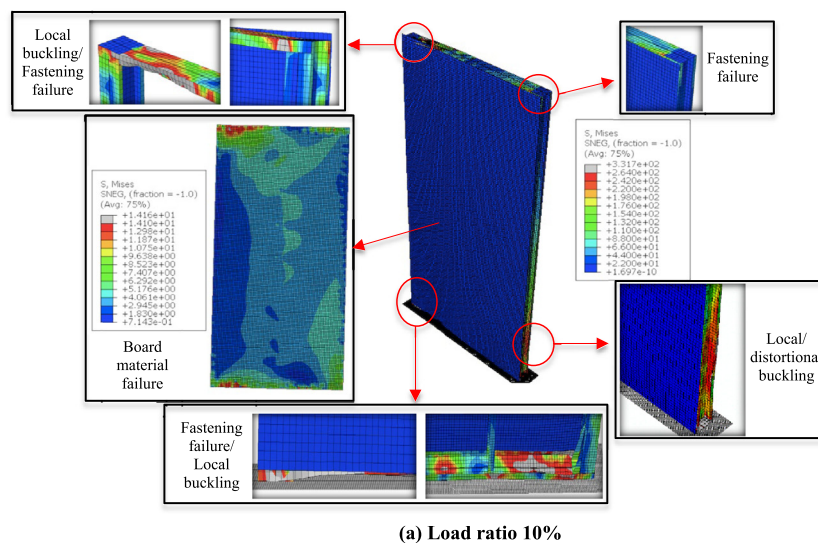 Local
buckling/
Fastening
failure
Fastening
failure
S, Mises
SNEG, (fraction = -1.0)
(Avg: 75%)
+1.416e+01
+1.410e+01
+1.298e+01
+1.187e+01
+1.075e+01
+9.638e+00
+8.523e+00
+7.407e+00
+6.292e+00
+5.176e+00
+4.061e+00
+2.945e+00
+1.830e+00
+7.143e-01
Board
material
failure
S, Mises
SNEG, (fraction = -1.0)
(Avg: 75%)
+3.317e+02
+2.640e+02
+2.420e+02
+2.200e+02
+1.980e+02
+1.760e+02
+1.540e+02
+1.320e+02
+1.100e+02
+8.800e+01
+6.600e+01
+4.400e+01
+2.200e+01
+1.697e-10
Local/
distortiona
buckling
Fastening
failure/
Local
buckling
(a) Load ratio 10%